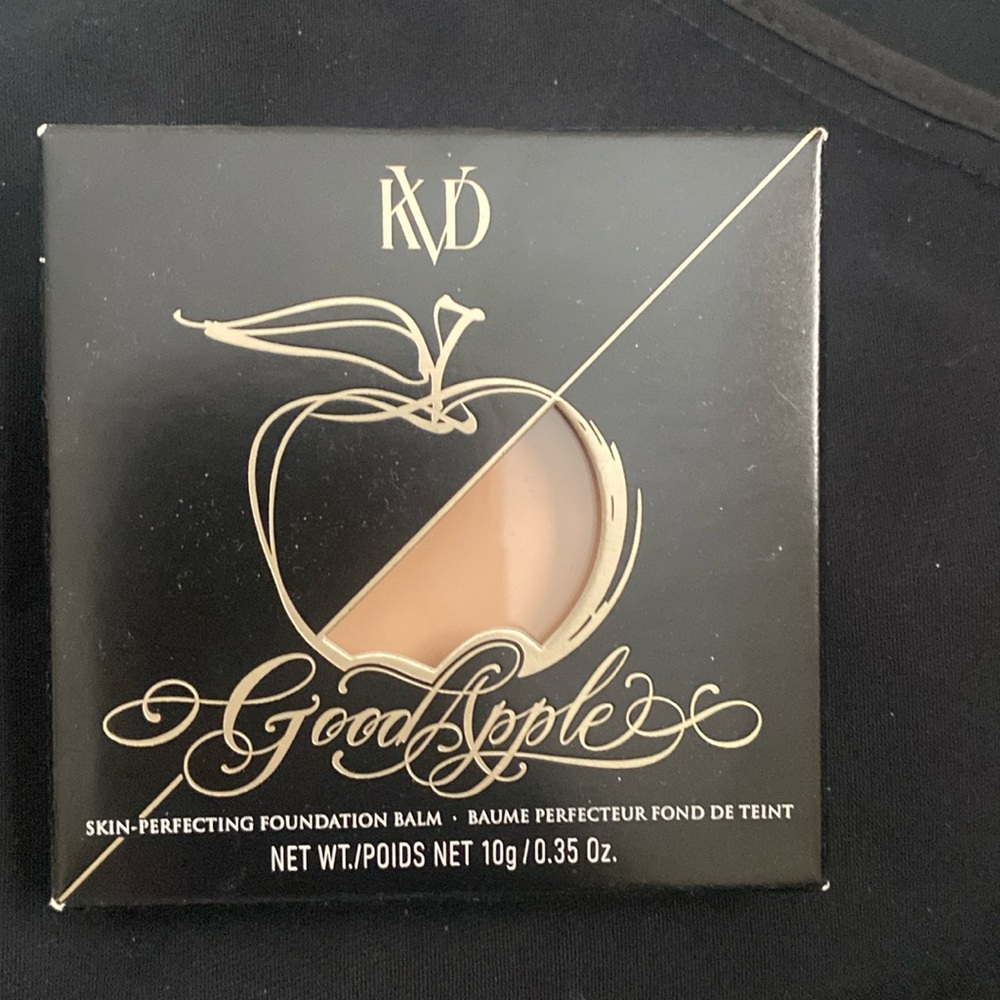 KVD
Good Apple
SKIN-PERFECTING FOUNDATION BALM · BAUME PERFECTEUR FOND DE TEINT
NET WT./POIDS NET 10g / 0.35 Oz.